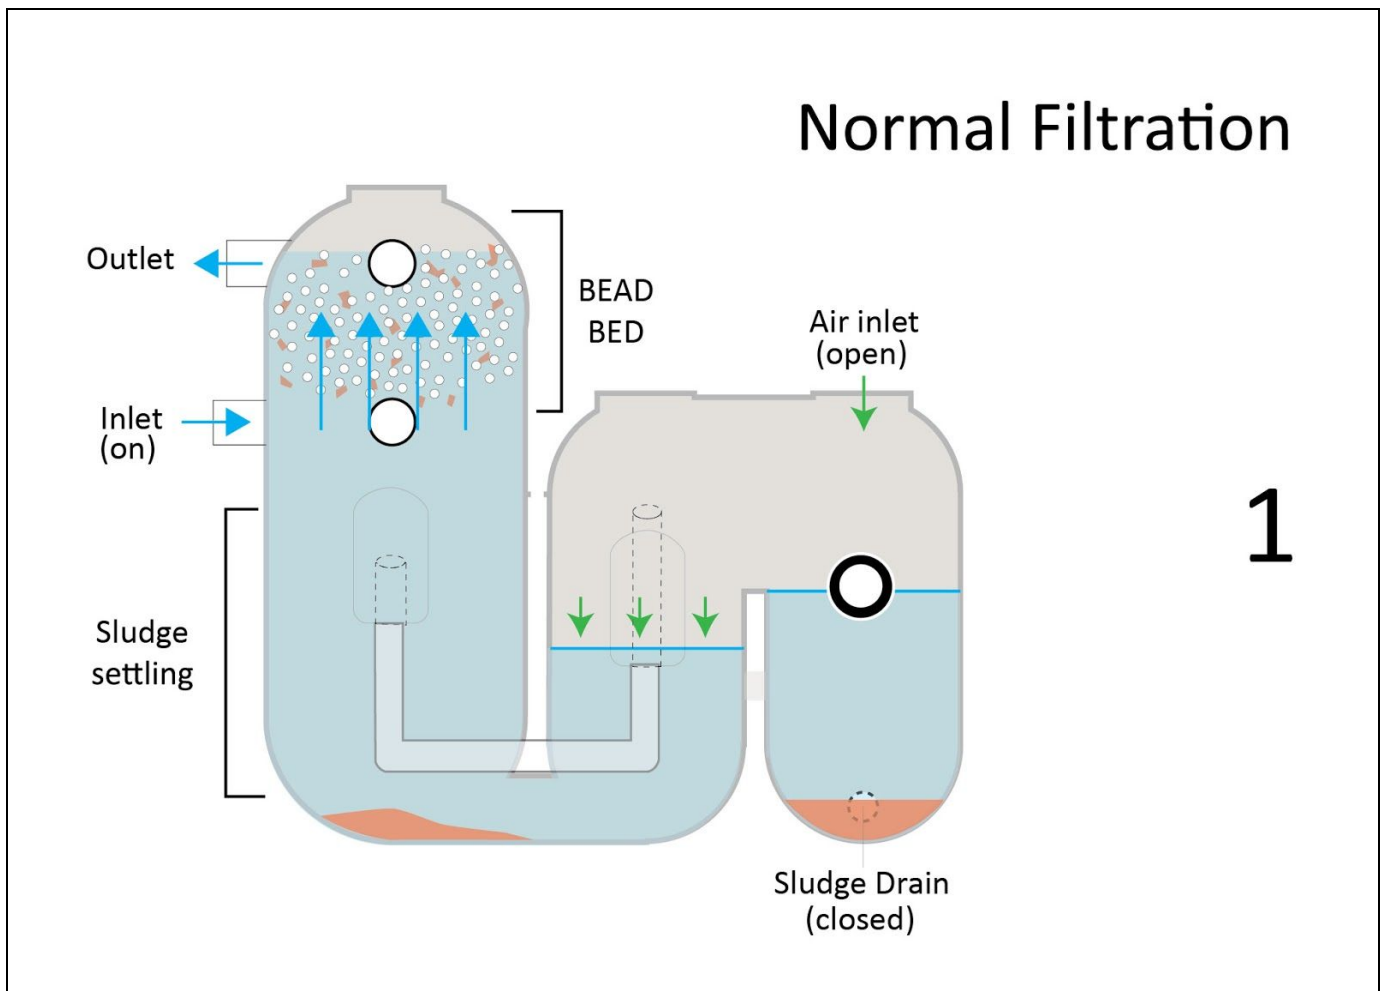 Normal Filtration
Outlet
BEAD
BED
Air inlet
(open)
Inlet
(on)
1
Sludge
settling
Sludge Drain
(closed)